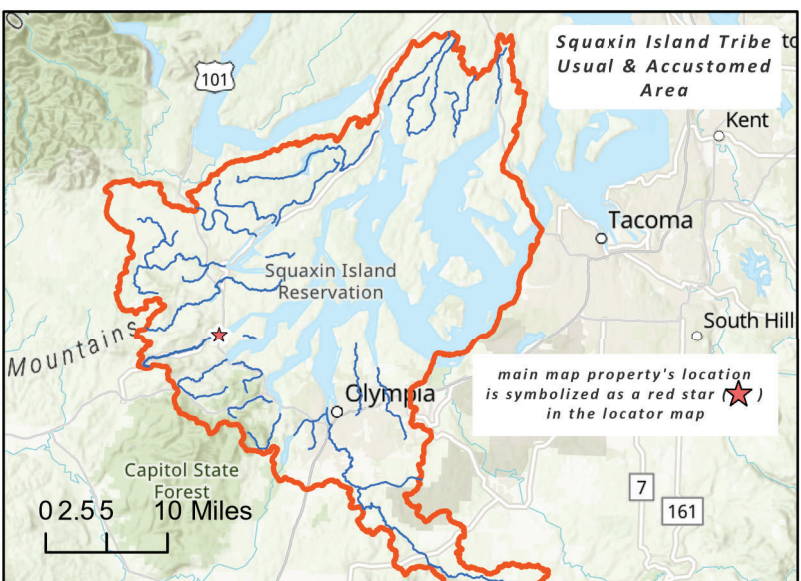 Squaxin Island Tribe
Usual & Accustomed
Area
to
101
Kent
Tacoma
Squaxin Island
Reservation
South Hill
Mountains
main map property's location
is symbolized as a red star ( )
in the locator map
Olympia
Capitol State
Forest
7
161
0 2.5 5 10 Miles